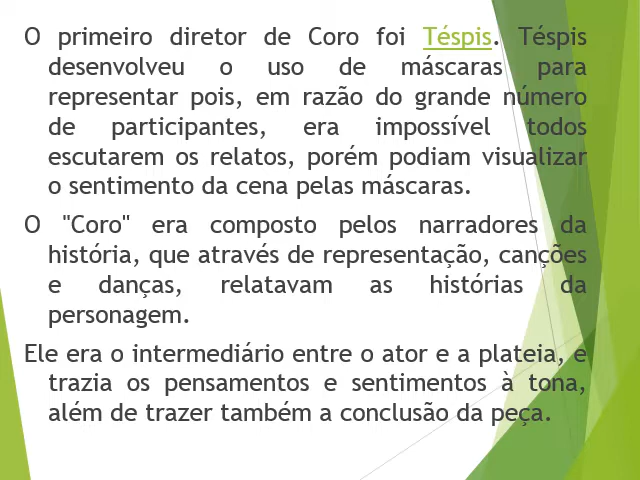 O primeiro diretor de Coro foi Téspis. Téspis
desenvolveu o uso de máscaras para
representar pois, em razão do grande número
de participantes, era impossível todos
escutarem os relatos, porém podiam visualizar
o sentimento da cena pelas máscaras.
O "Coro" era composto pelos narradores da
história, que através de representação, canções
e danças, relatavam as histórias da
personagem.
Ele era o intermediário entre o ator e a plateia, e
trazia os pensamentos e sentimentos à tona,
além de trazer também a conclusão da peça.